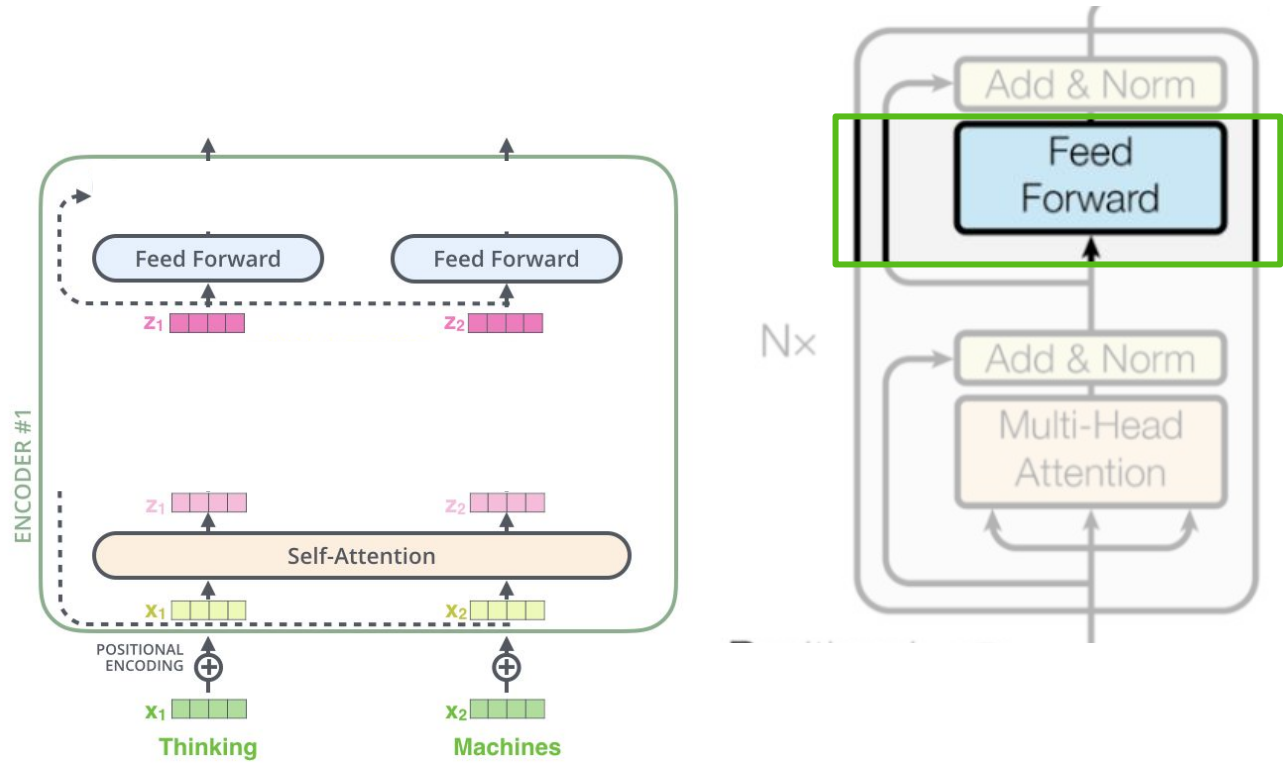 Feed Forward
Feed Forward
z1
z2
ENCODER #1
z1
z2
Self-Attention
x1
x2
POSITIONAL
ENCODING
x1
x2
Thinking
Machines
Add & Norm
Feed
Forward
Nx
Add & Norm
Multi-Head
Attention